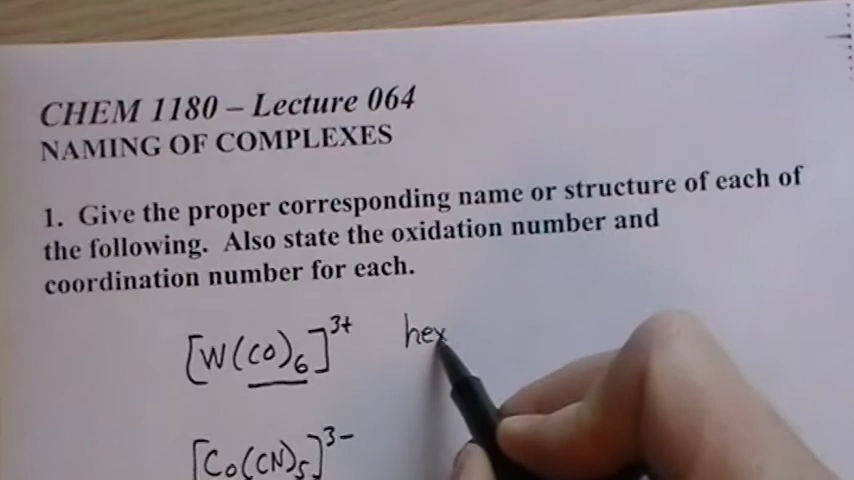 CHEM 1180 – Lecture 064
NAMING OF COMPLEXES
1. Give the proper corresponding name or structure of each of
the following. Also state the oxidation number and
coordination number for each.
[W(CO)6]3+ hex
[Co(CN)5]3−